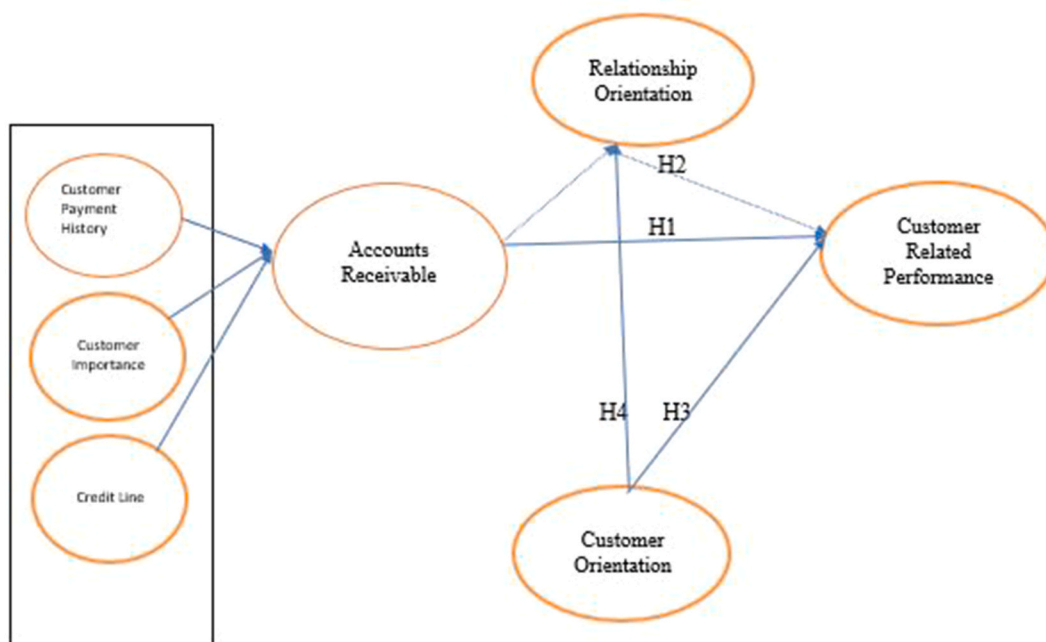 Relationship
Orientation
Customer
Payment
History
H2
H1
Accounts
Receivable
Customer
Related
Performance
Customer
Importance
H4
H3
Credit Line
Customer
Orientation